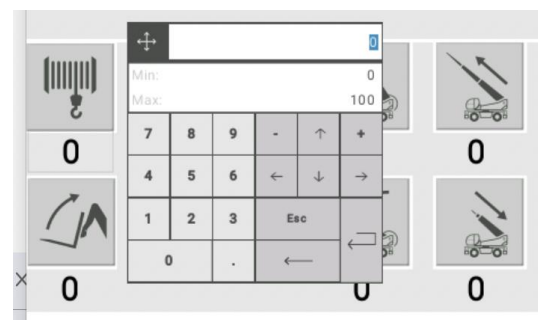 0
Min: 0
Max: 100
7 8 9 - ↑ +
0 0
4 5 6 ← ↓ →
1 2 3 Esc
0 . ←
0 0 0